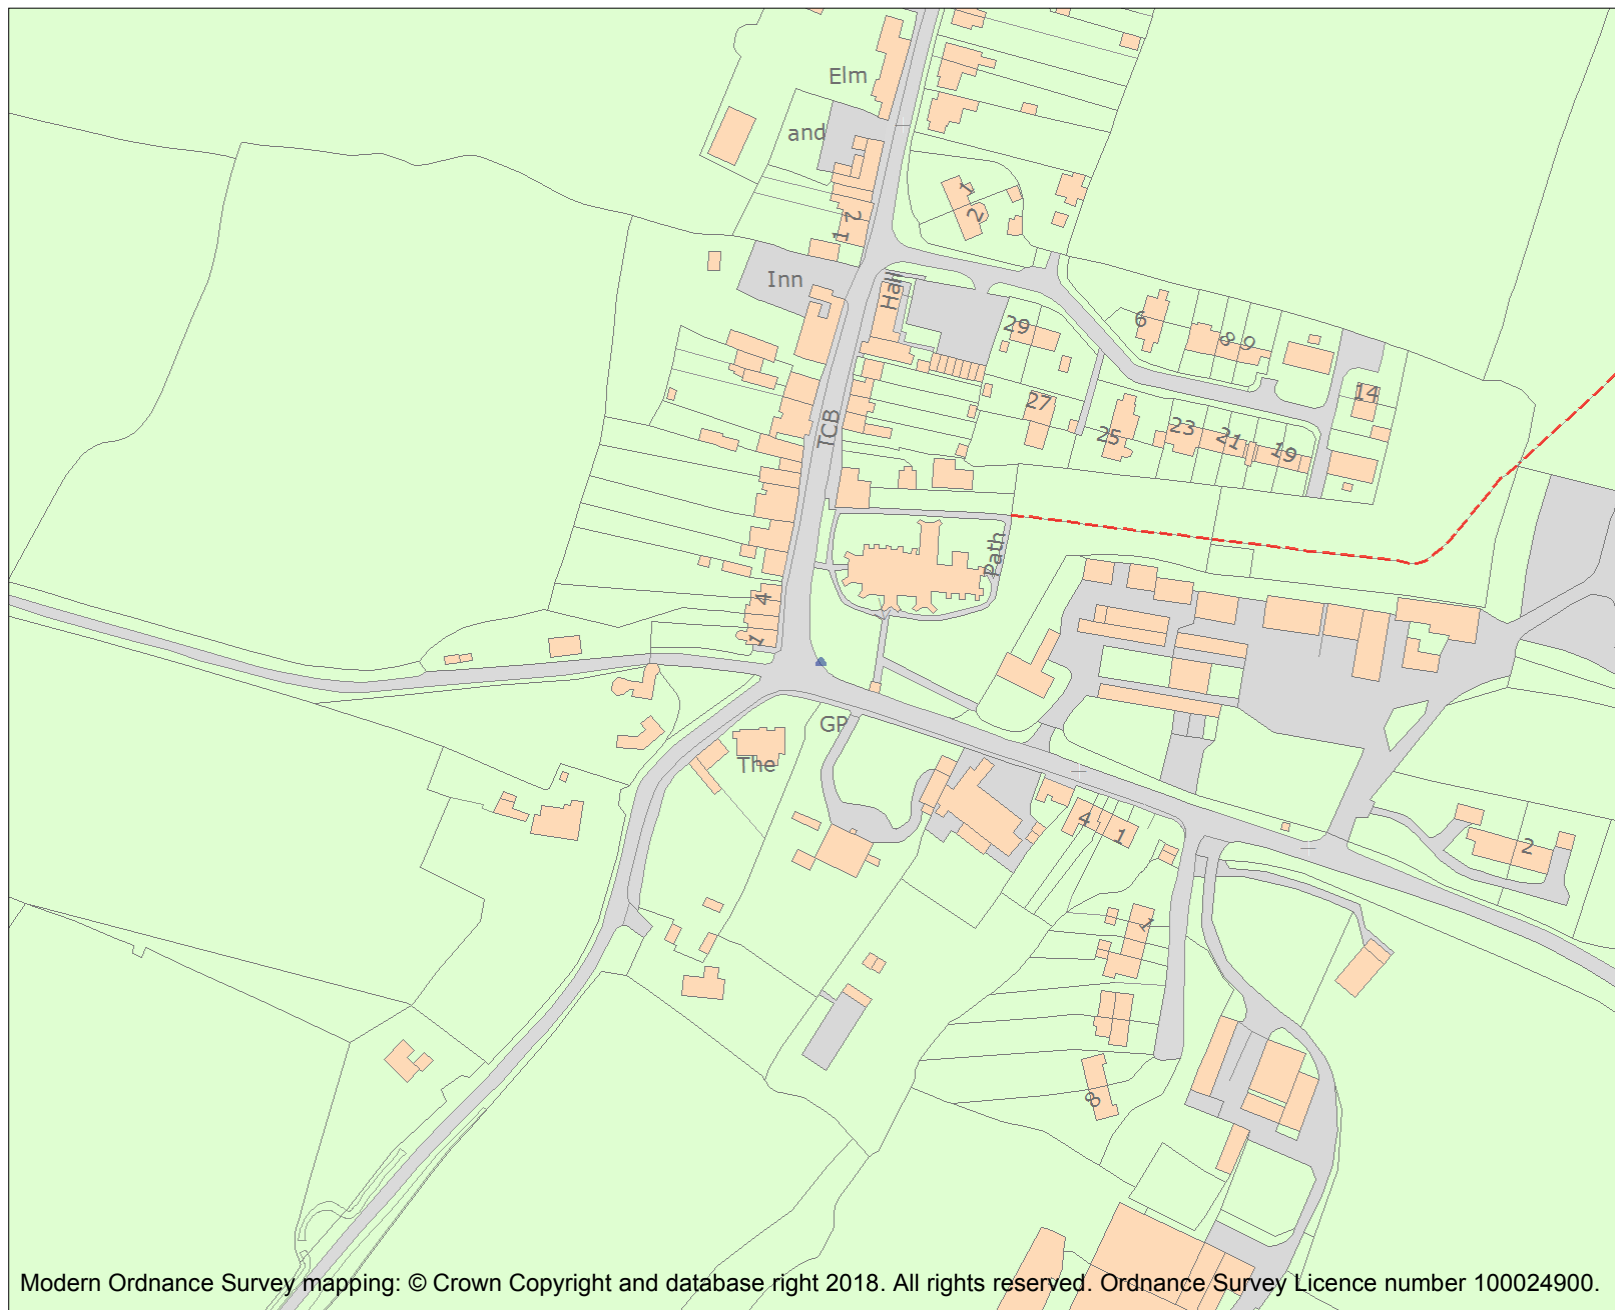 Elm
and
1
2
2
1
Inn
Hall
29
6
8
9
27
14
TCB
25
23
21
19
Path
4
1
GP
The
4
1
2
1
8
Modern Ordnance Survey mapping: © Crown Copyright and database right 2018. All rights reserved. Ordnance Survey Licence number 100024900.